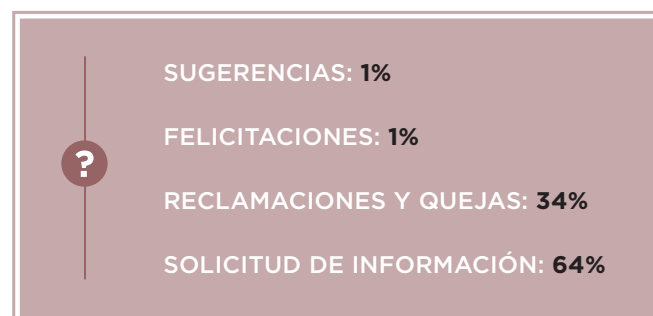 SUGERENCIAS: 1%
FELICITACIONES: 1%
?
RECLAMACIONES Y QUEJAS: 34%
SOLICITUD DE INFORMACIÓN: 64%